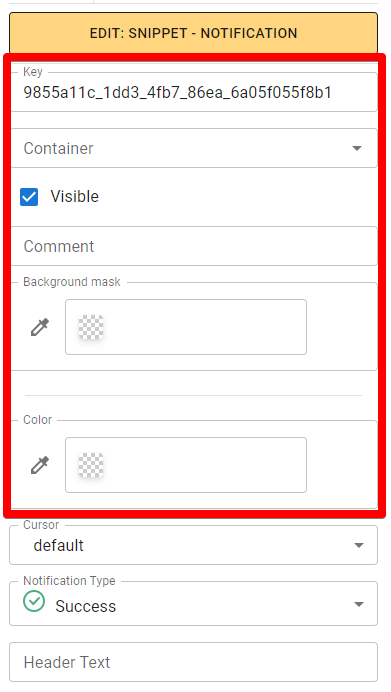 EDIT: SNIPPET - NOTIFICATION
Key
9855a11c_1dd3_4fb7_86ea_6a05f055f8b1
Container
Visible
Comment
Background mask
Color
Cursor
default
Notification Type
Success
Header Text